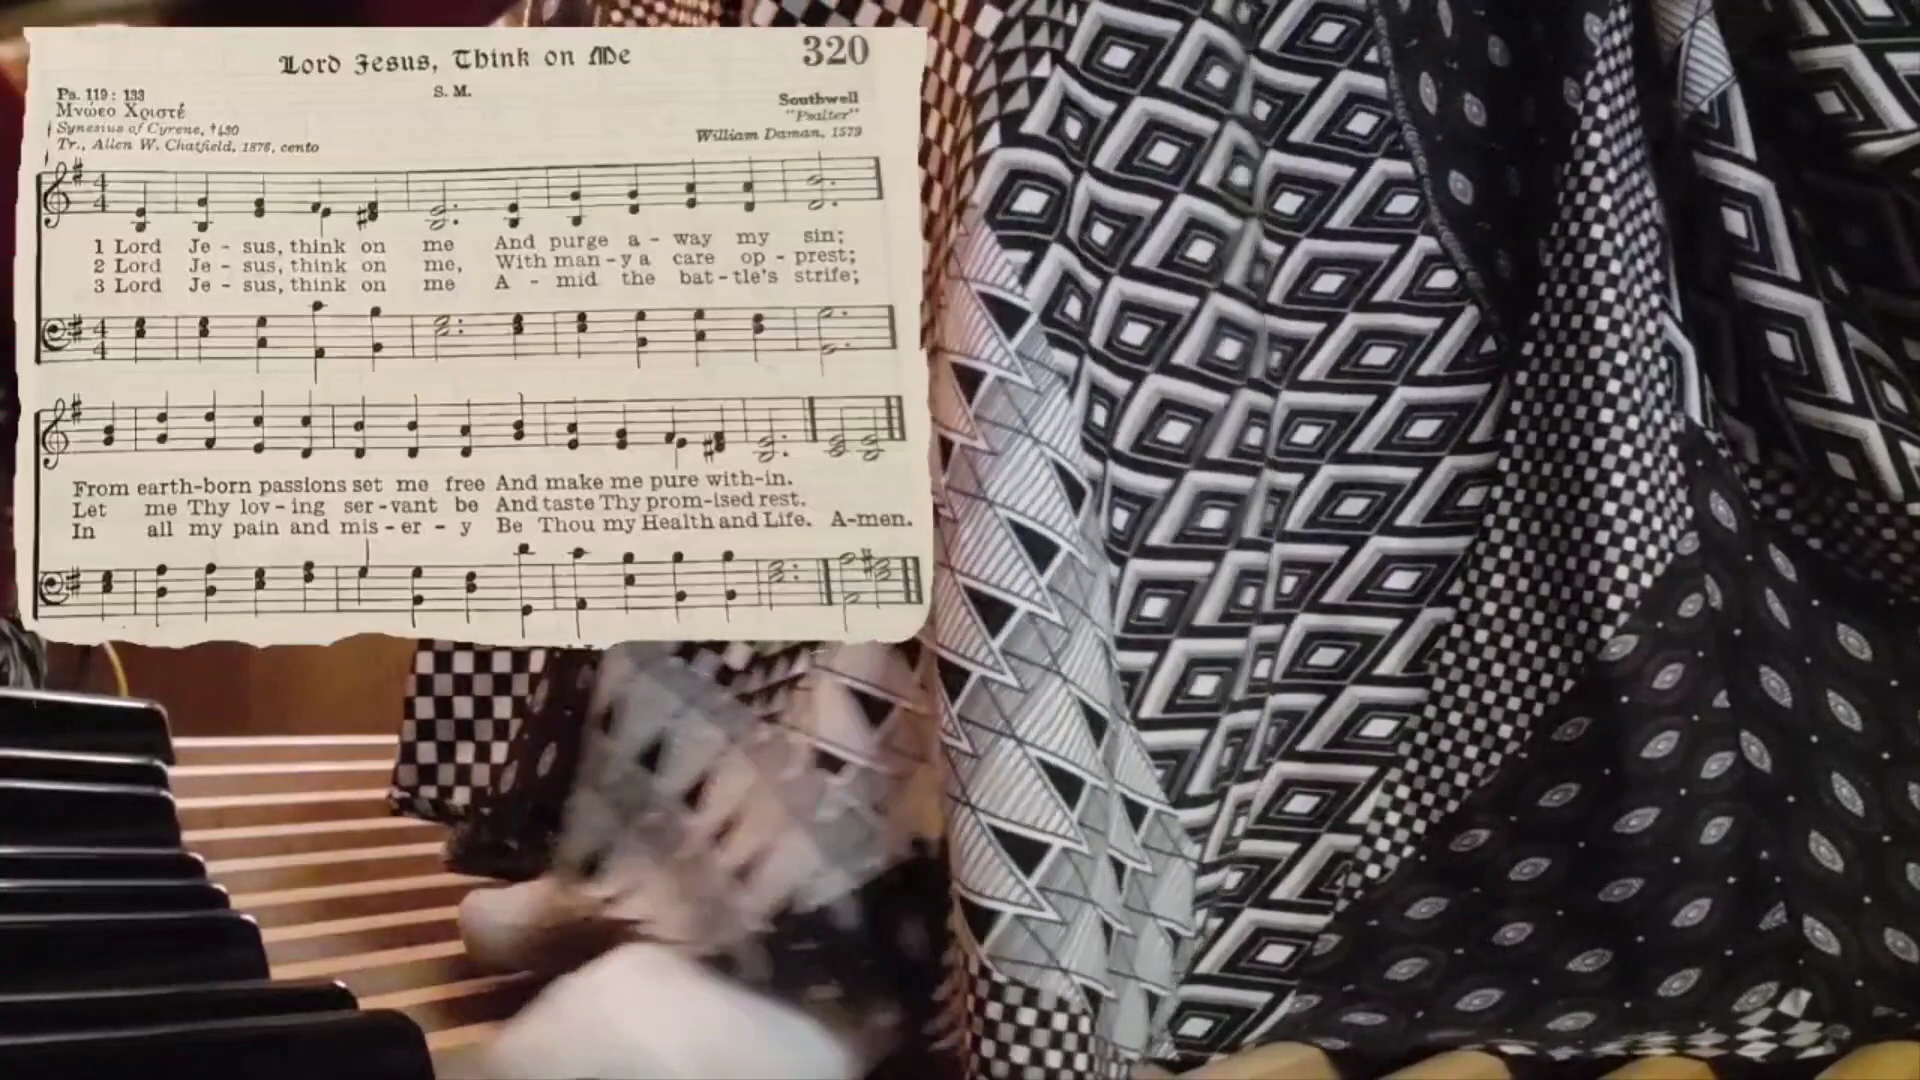 Lord Jesus, Think on Me
320
S. M.
Ps. 119: 133
Μνώεο Χριστέ
Synesius of Cyrene, †430
Tr., Allen W. Chatfield, 1876, cento
Southwell
"Psalter"
William Daman, 1579
1 Lord Je - sus, think on me And purge a - way my sin;
2 Lord Je - sus, think on me, With man - y a care op - prest;
3 Lord Je - sus, think on me A - mid the bat - tle's strife;
From earth-born passions set me free And make me pure with-in.
Let me Thy lov - ing ser - vant be And taste Thy prom-ised rest.
In all my pain and mis - er - y Be Thou my Health and Life. A-men.